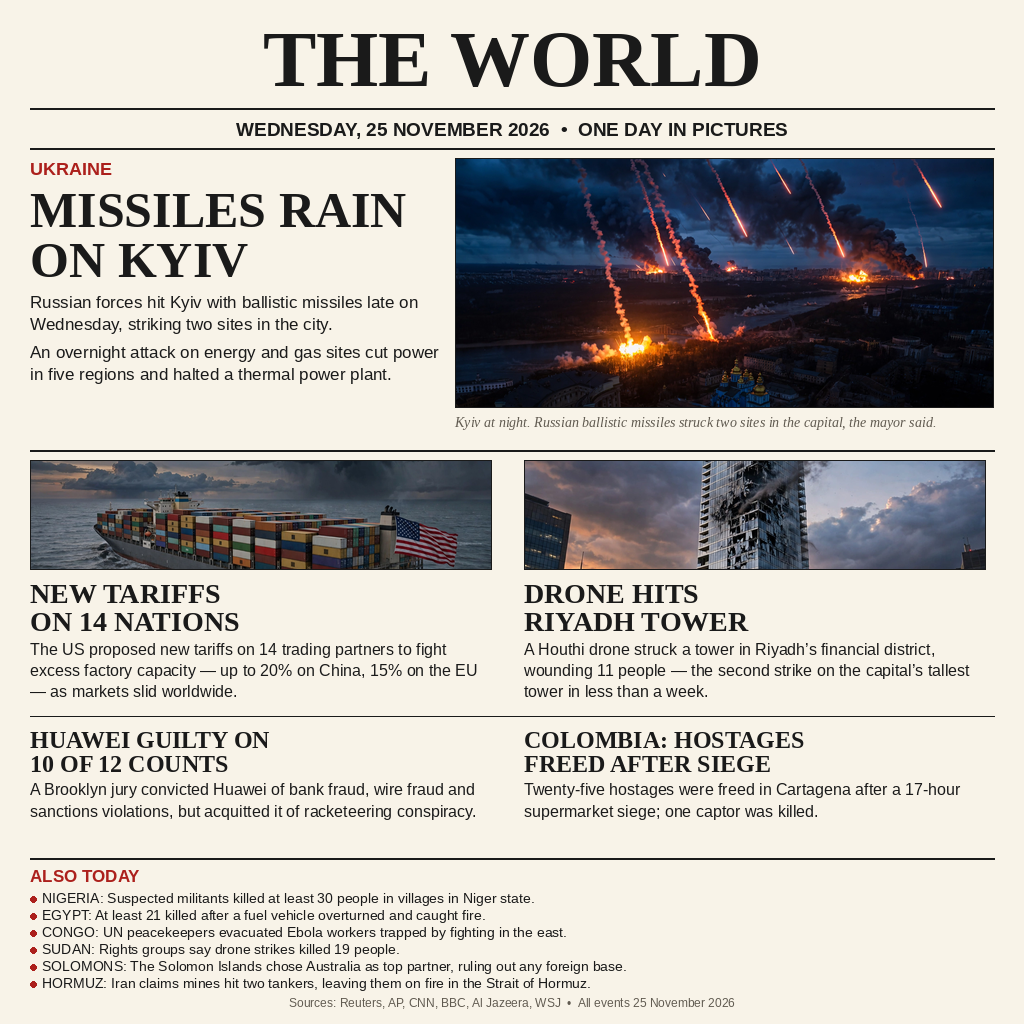 THE WORLD
WEDNESDAY, 25 NOVEMBER 2026 • ONE DAY IN PICTURES
UKRAINE
MISSILES RAIN
ON KYIV
Russian forces hit Kyiv with ballistic missiles late on
Wednesday, striking two sites in the city.
An overnight attack on energy and gas sites cut power
in five regions and halted a thermal power plant.
Kyiv at night. Russian ballistic missiles struck two sites in the capital, the mayor said.
NEW TARIFFS
ON 14 NATIONS
The US proposed new tariffs on 14 trading partners to fight
excess factory capacity — up to 20% on China, 15% on the EU
— as markets slid worldwide.
DRONE HITS
RIYADH TOWER
A Houthi drone struck a tower in Riyadh’s financial district,
wounding 11 people — the second strike on the capital’s tallest
tower in less than a week.
HUAWEI GUILTY ON
10 OF 12 COUNTS
A Brooklyn jury convicted Huawei of bank fraud, wire fraud and
sanctions violations, but acquitted it of racketeering conspiracy.
COLOMBIA: HOSTAGES
FREED AFTER SIEGE
Twenty-five hostages were freed in Cartagena after a 17-hour
supermarket siege; one captor was killed.
ALSO TODAY
• NIGERIA: Suspected militants killed at least 30 people in villages in Niger state.
• EGYPT: At least 21 killed after a fuel vehicle overturned and caught fire.
• CONGO: UN peacekeepers evacuated Ebola workers trapped by fighting in the east.
• SUDAN: Rights groups say drone strikes killed 19 people.
• SOLOMONS: The Solomon Islands chose Australia as top partner, ruling out any foreign base.
• HORMUZ: Iran claims mines hit two tankers, leaving them on fire in the Strait of Hormuz.
Sources: Reuters, AP, CNN, BBC, Al Jazeera, WSJ • All events 25 November 2026